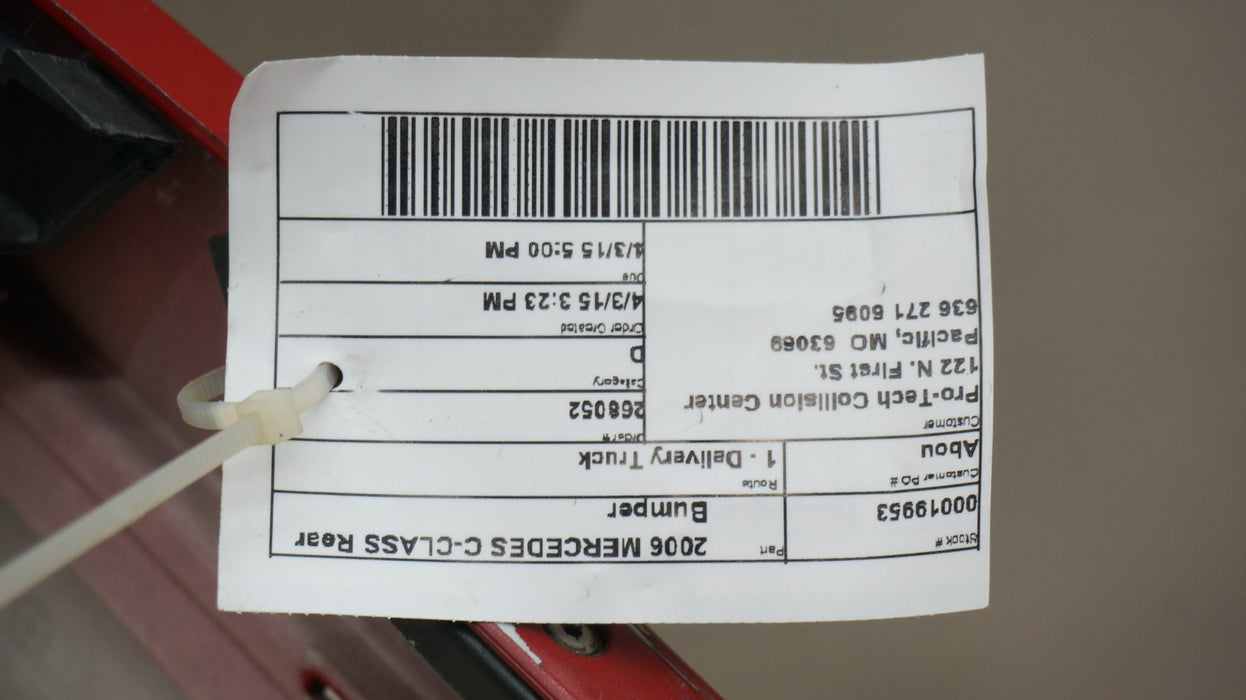 Stock #
00019953
Part
2006 MERCEDES C-CLASS Rear
Bumper
Customer PO #
Abou
Route
1 - Delivery Truck
Customer
Pro-Tech Collision Center
122 N. First St.
Pacific, MO 63069
636 271 6095
Order #
268052
Category
D
Order Created
4/3/15 3:23 PM
Due
4/3/15 5:00 PM